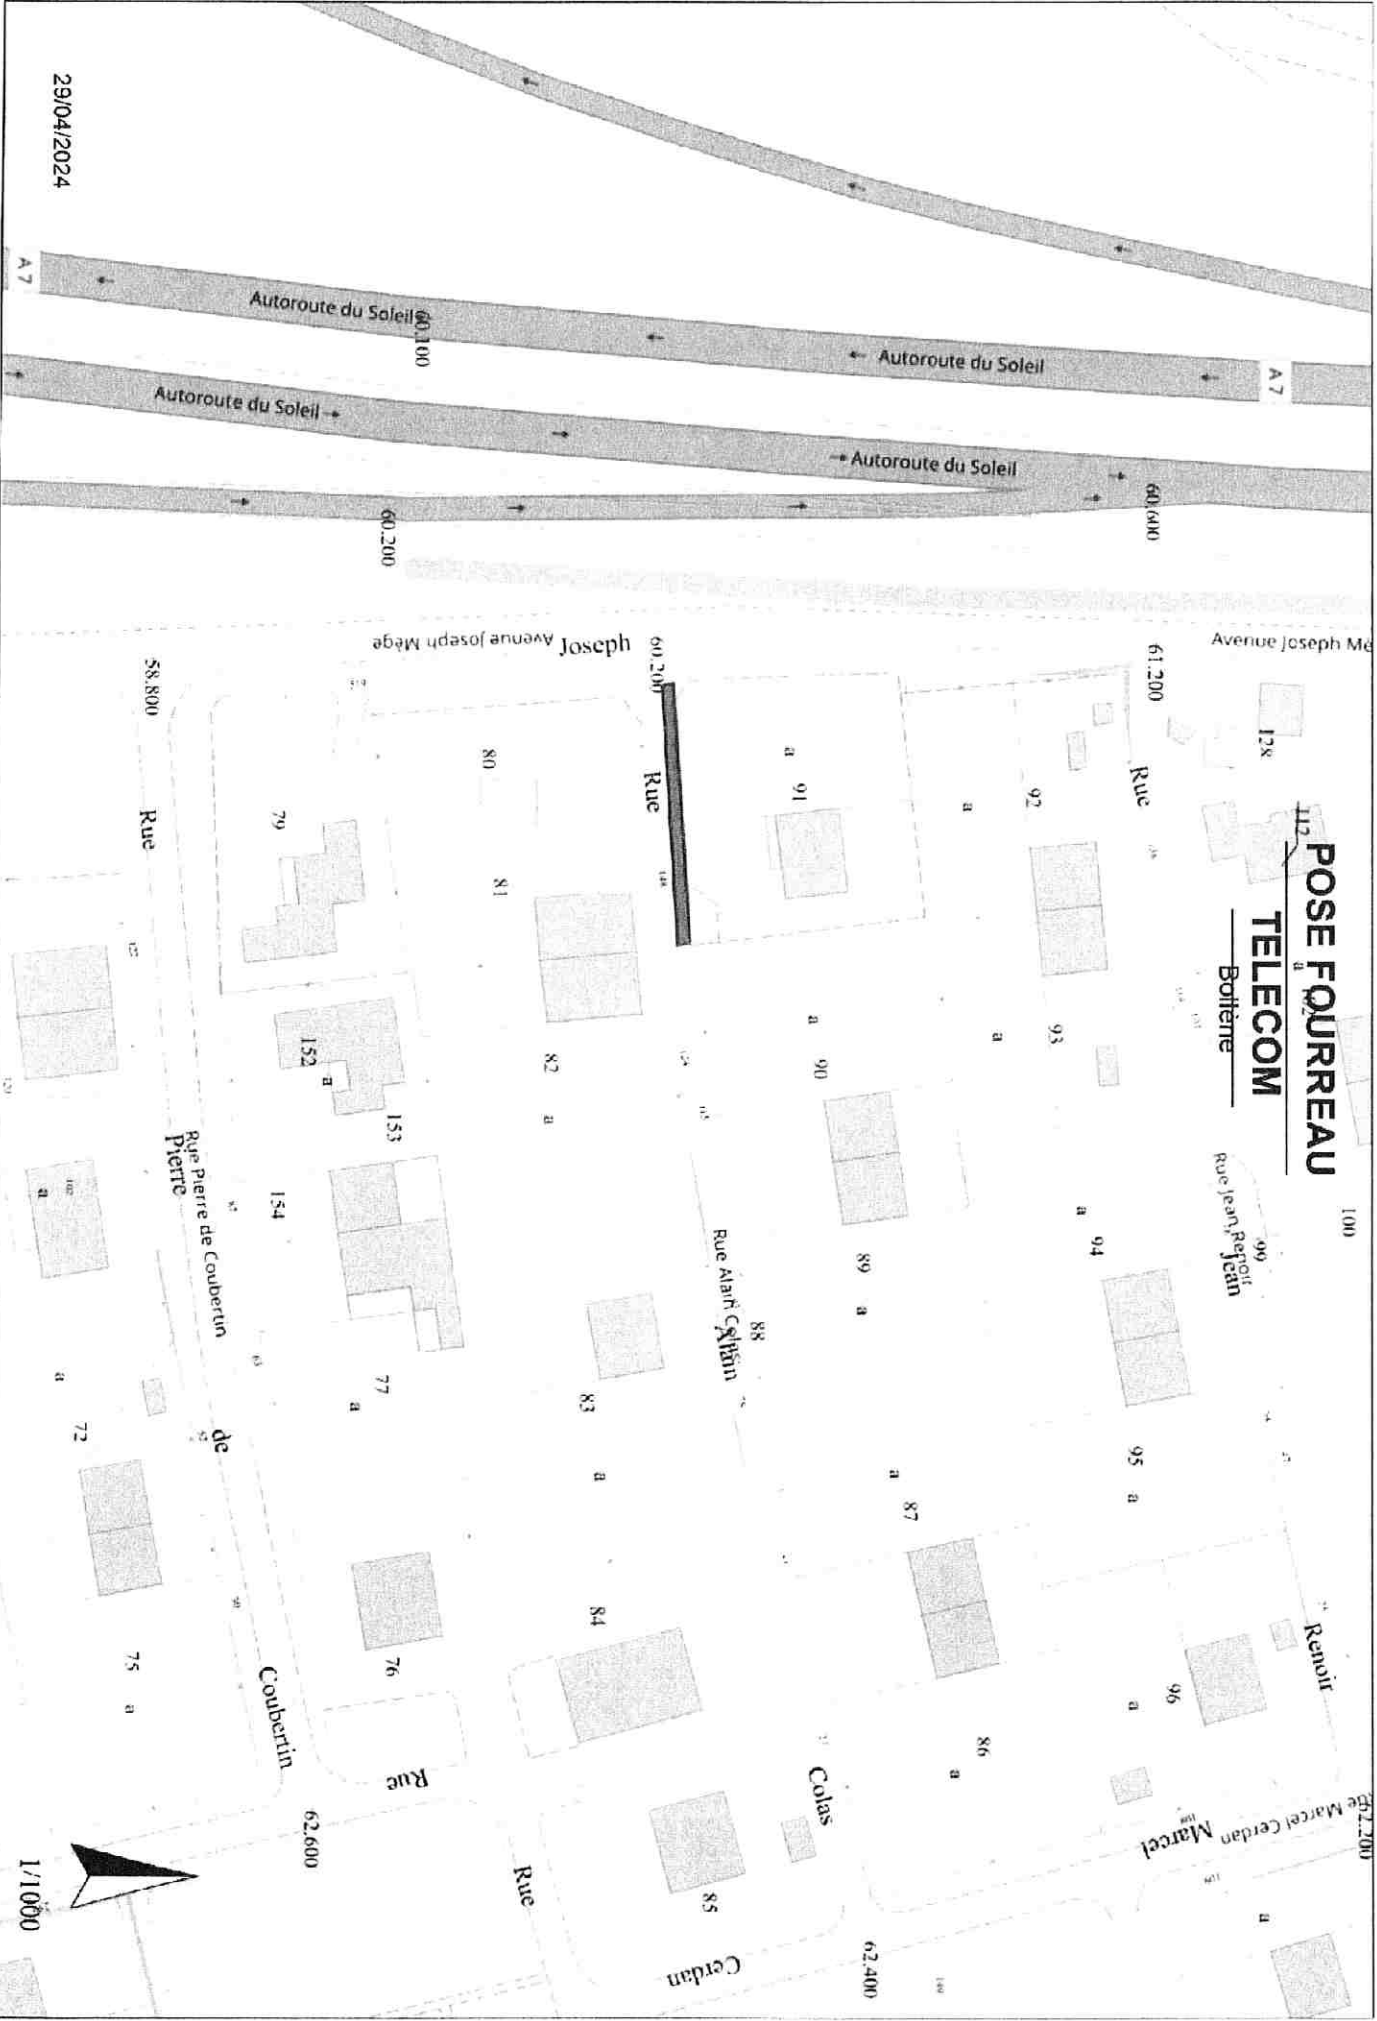 POSE FOURREAU
TELECOM
Bollène
112
102
a
128
100
99
Rue Jean Renoir
Jean
Renoir
Rue
61.200
Avenue Joseph Mé
A 7
A 7
Autoroute du Soleil
Autoroute du Soleil
Autoroute du Soleil
Autoroute du Soleil
60.100
60.600
60.200
Avenue Joseph Mège
Joseph
60.200
58.800
92
a
93
a
94
a
95
a
96
a
Marcel
62.200
a
91
a
90
a
89
a
88
87
a
86
a
Rue
148
Rue Alain Colas
Alain
Colas
80
81
82
a
83
a
84
85
Cerdan
62.400
79
152
a
153
154
77
a
76
Rue
Rue
Rue
Rue Pierre de Coubertin
Pierre
de
Coubertin
62.600
a
a
72
75
a
29/04/2024
1/1000